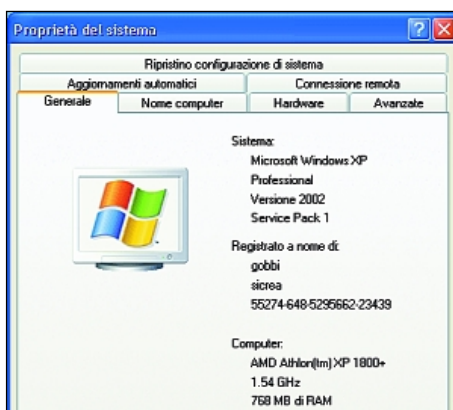 Proprietà del sistema
Ripristino configurazione di sistema
Aggiornamenti automatici Connessione remota
Generale Nome computer Hardware Avanzate
Sistema:
Microsoft Windows XP
Professional
Versione 2002
Service Pack 1
Registrato a nome di:
gobbi
sicrea
55274-648-5295662-23439
Computer:
AMD Athlon(tm) XP 1800+
1.54 GHz
768 MB di RAM